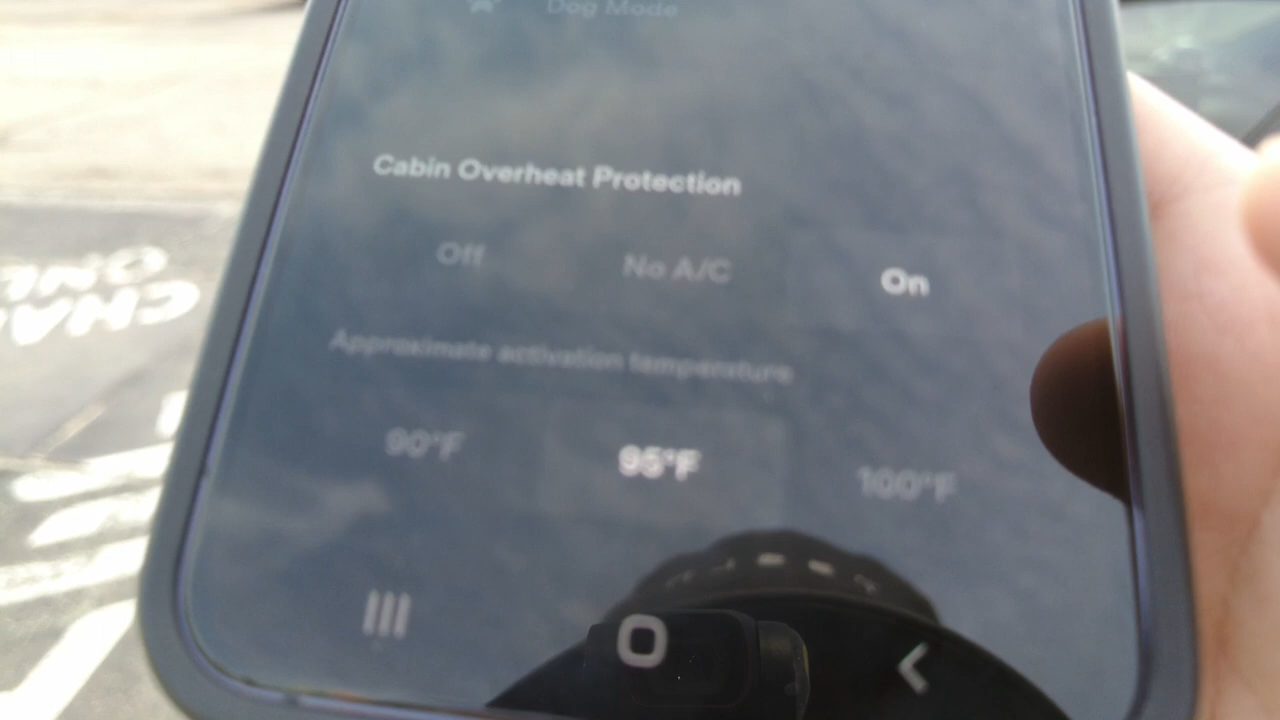 Dog Mode
Cabin Overheat Protection
Off No A/C On
Approximate activation temperature
90°F 95°F 100°F